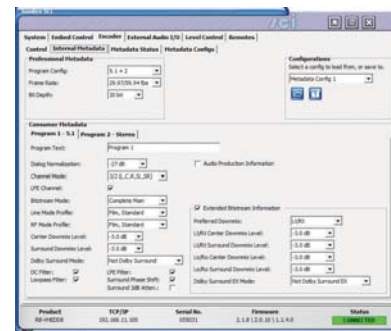 sci
System Embed Control Encoder External Audio I/O Level Control Remotes
Control Internal Metadata Metadata Status Metadata Configs
Professional Metadata
Program Config: 5.1 + 2
Frame Rate: 29.97/59.94 fps
Bit Depth: 20 bit
Configurations
Select a config to load from, or save to.
Metadata Config 1
Consumer Metadata
Program 1 - 5.1 Program 2 - Stereo
Program Text: Program 1
Dialog Normalization: -27 dB
Audio Production Information
Channel Mode: 3/2 (L,C,R,SL,SR)
LFE Channel:
Bitstream Mode: Complete Main
Line Mode Profile: Film, Standard
RF Mode Profile: Film, Standard
Center Downmix Level: -3.0 dB
Surround Downmix Level: -3.0 dB
Dolby Surround Mode: Not Dolby Surround
DC Filter: LFE Filter:
Lowpass Filter: Surround Phase Shift:
Surround 3dB Atten.:
Extended Bitstream Information
Preferred Downmix: Lt/Rt
Lt/Rt Center Downmix Level: -3.0 dB
Lt/Rt Surround Downmix Level: -3.0 dB
Lo/Ro Center Downmix Level: -3.0 dB
Lo/Ro Surround Downmix Level: -3.0 dB
Dolby Surround EX Mode: Not Dolby Surround EX
Product TCP/IP Serial No. Firmware Status
192.168.11.100 CONNECTED